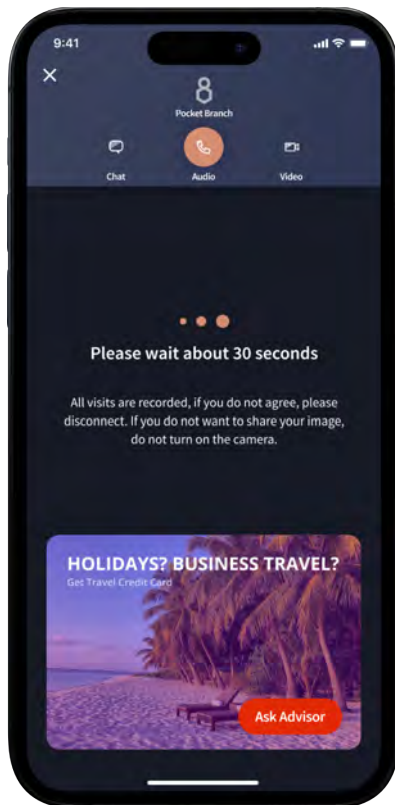 9:41
Pocket Branch
Chat
Audio
Video
Please wait about 30 seconds
All visits are recorded, if you do not agree, please
disconnect. If you do not want to share your image,
do not turn on the camera.
HOLIDAYS? BUSINESS TRAVEL?
Get Travel Credit Card
Ask Advisor